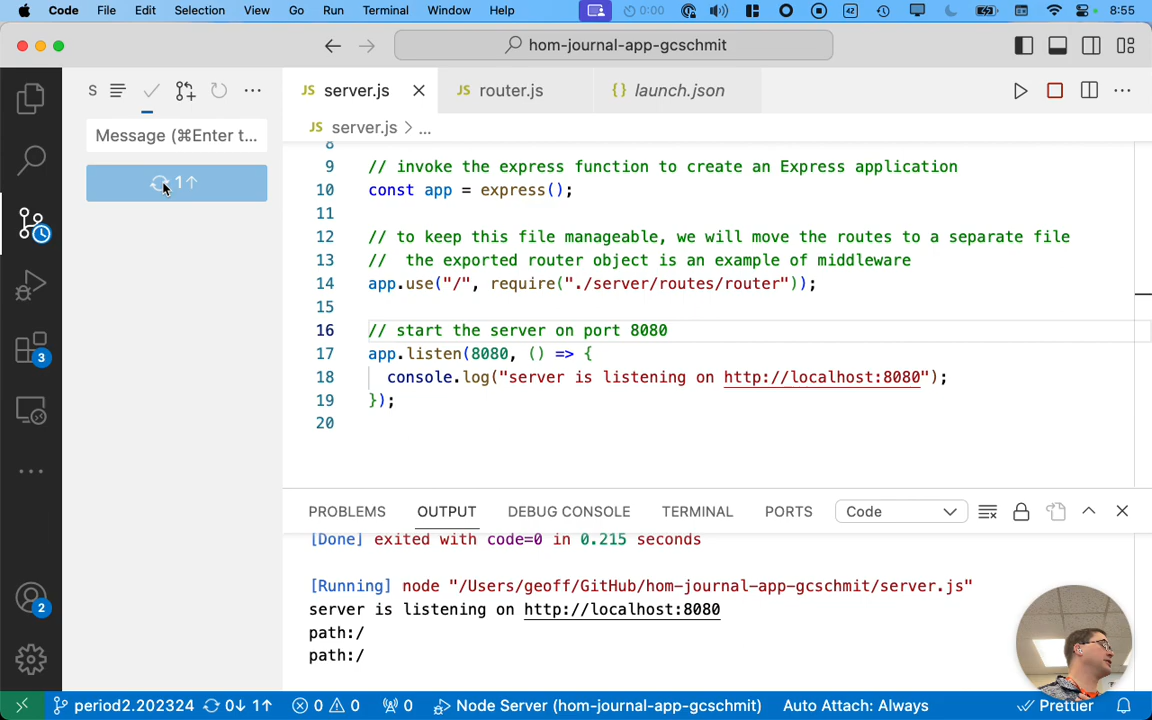 Code File Edit Selection View Go Run Terminal Window Help 0:00 42 8:55
hom-journal-app-gcschmit
S
JS server.js JS router.js {} launch.json
Message (⌘Enter t...
JS server.js > ...
1↑
8
9 // invoke the express function to create an Express application
10 const app = express();
11
12 // to keep this file manageable, we will move the routes to a separate file
13 //  the exported router object is an example of middleware
14 app.use("/", require("./server/routes/router"));
15
16 // start the server on port 8080
17 app.listen(8080, () => {
18   console.log("server is listening on http://localhost:8080");
19 });
20
3
PROBLEMS OUTPUT DEBUG CONSOLE TERMINAL PORTS Code
[Done] exited with code=0 in 0.215 seconds
[Running] node "/Users/geoff/GitHub/hom-journal-app-gcschmit/server.js"
server is listening on http://localhost:8080
path:/
path:/
2
period2.202324 0↓ 1↑ 0 0 0 Node Server (hom-journal-app-gcschmit) Auto Attach: Always Prettier